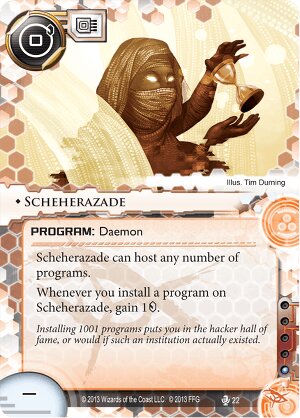 0
Illus. Tim Durning
• Scheherazade
PROGRAM: Daemon
Scheherazade can host any number of
programs.
Whenever you install a program on
Scheherazade, gain 1.
Installing 1001 programs puts you in the hacker hall of
fame, or would if such an institution actually existed.
–
© 2013 Wizards of the Coast LLC. © 2013 FFG
22